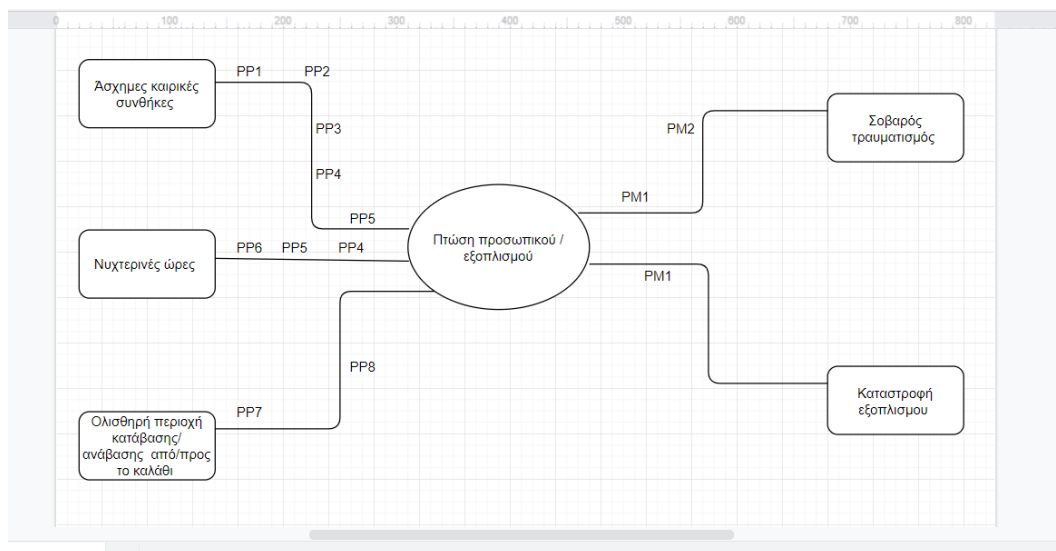 0 100 200 300 400 500 600 700 800
Άσχημες καιρικές
συνθήκες
PP1
PP2
PP3
PP4
PP5
Νυχτερινές ώρες
PP6
PP5
PP4
Ολισθηρή περιοχή
κατάβασης/
ανάβασης από/προς
το καλάθι
PP7
PP8
Πτώση προσωπικού /
εξοπλισμού
PM1
PM2
Σοβαρός
τραυματισμός
PM1
Καταστροφή
εξοπλισμου